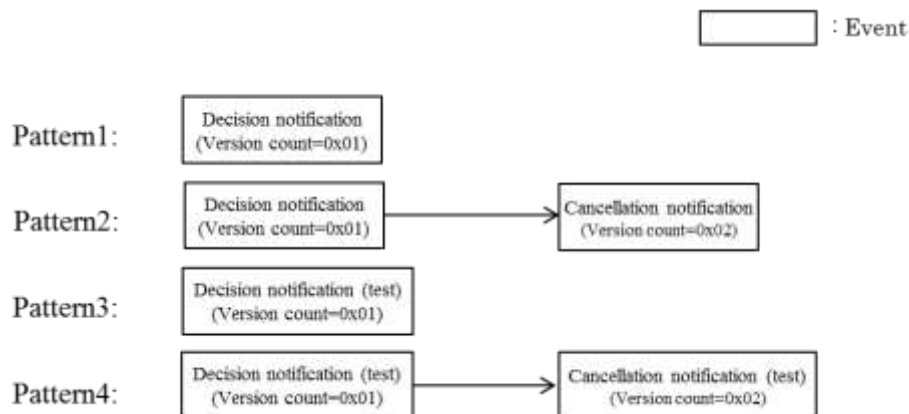 : Event
Pattern1:
Decision notification
(Version count=0x01)
Pattern2:
Decision notification
(Version count=0x01)
Cancellation notification
(Version count=0x02)
Pattern3:
Decision notification (test)
(Version count=0x01)
Pattern4:
Decision notification (test)
(Version count=0x01)
Cancellation notification (test)
(Version count=0x02)